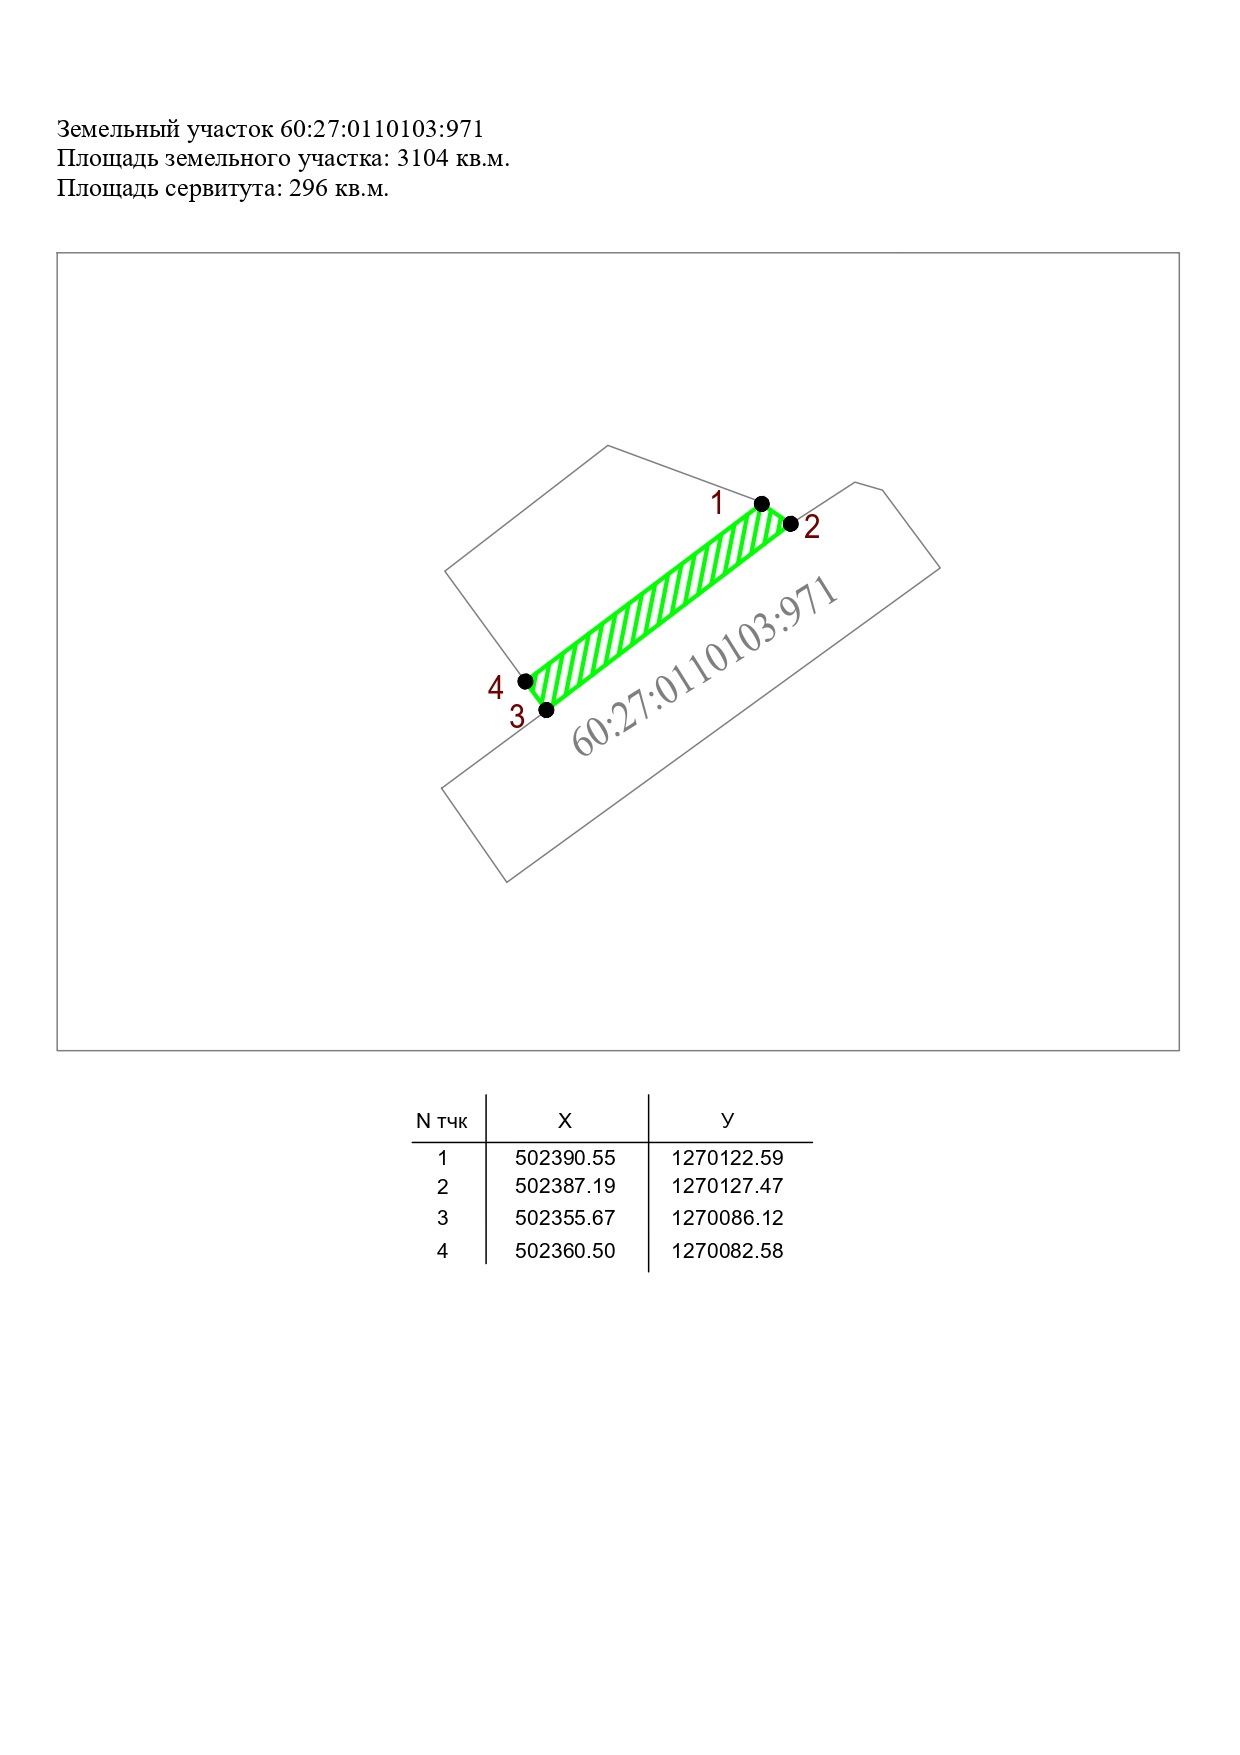 Земельный участок 60:27:0110103:971
Площадь земельного участка: 3104 кв.м.
Площадь сервитута: 296 кв.м.
1
2
60:27:0110103:971
4
3
N тчк X У
1 502390.55 1270122.59
2 502387.19 1270127.47
3 502355.67 1270086.12
4 502360.50 1270082.58